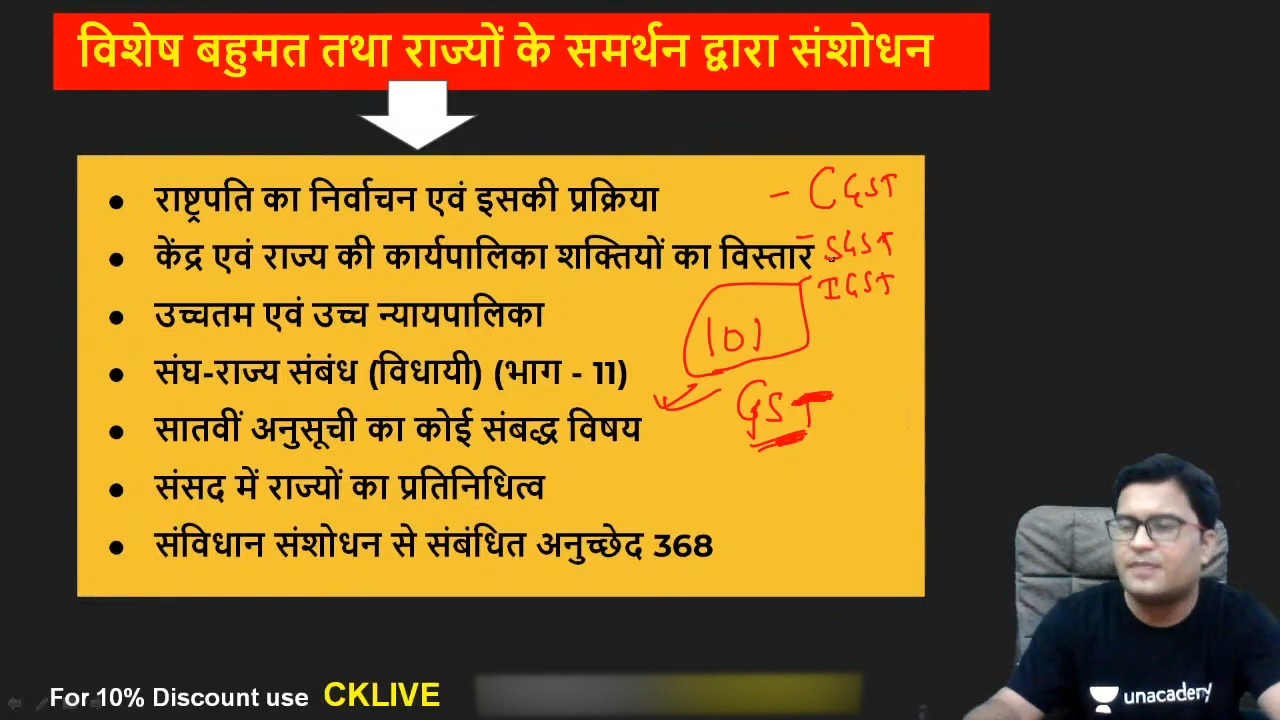 विशेष बहुमत तथा राज्यों के समर्थन द्वारा संशोधन
• राष्ट्रपति का निर्वाचन एवं इसकी प्रक्रिया
- CGST
• केंद्र एवं राज्य की कार्यपालिका शक्तियों का विस्तार
- SGST
IGST
• उच्चतम एवं उच्च न्यायपालिका
101
• संघ-राज्य संबंध (विधायी) (भाग - 11)
GST
• सातवीं अनुसूची का कोई संबद्ध विषय
• संसद में राज्यों का प्रतिनिधित्व
• संविधान संशोधन से संबंधित अनुच्छेद 368
unacademy
For 10% Discount use CKLIVE